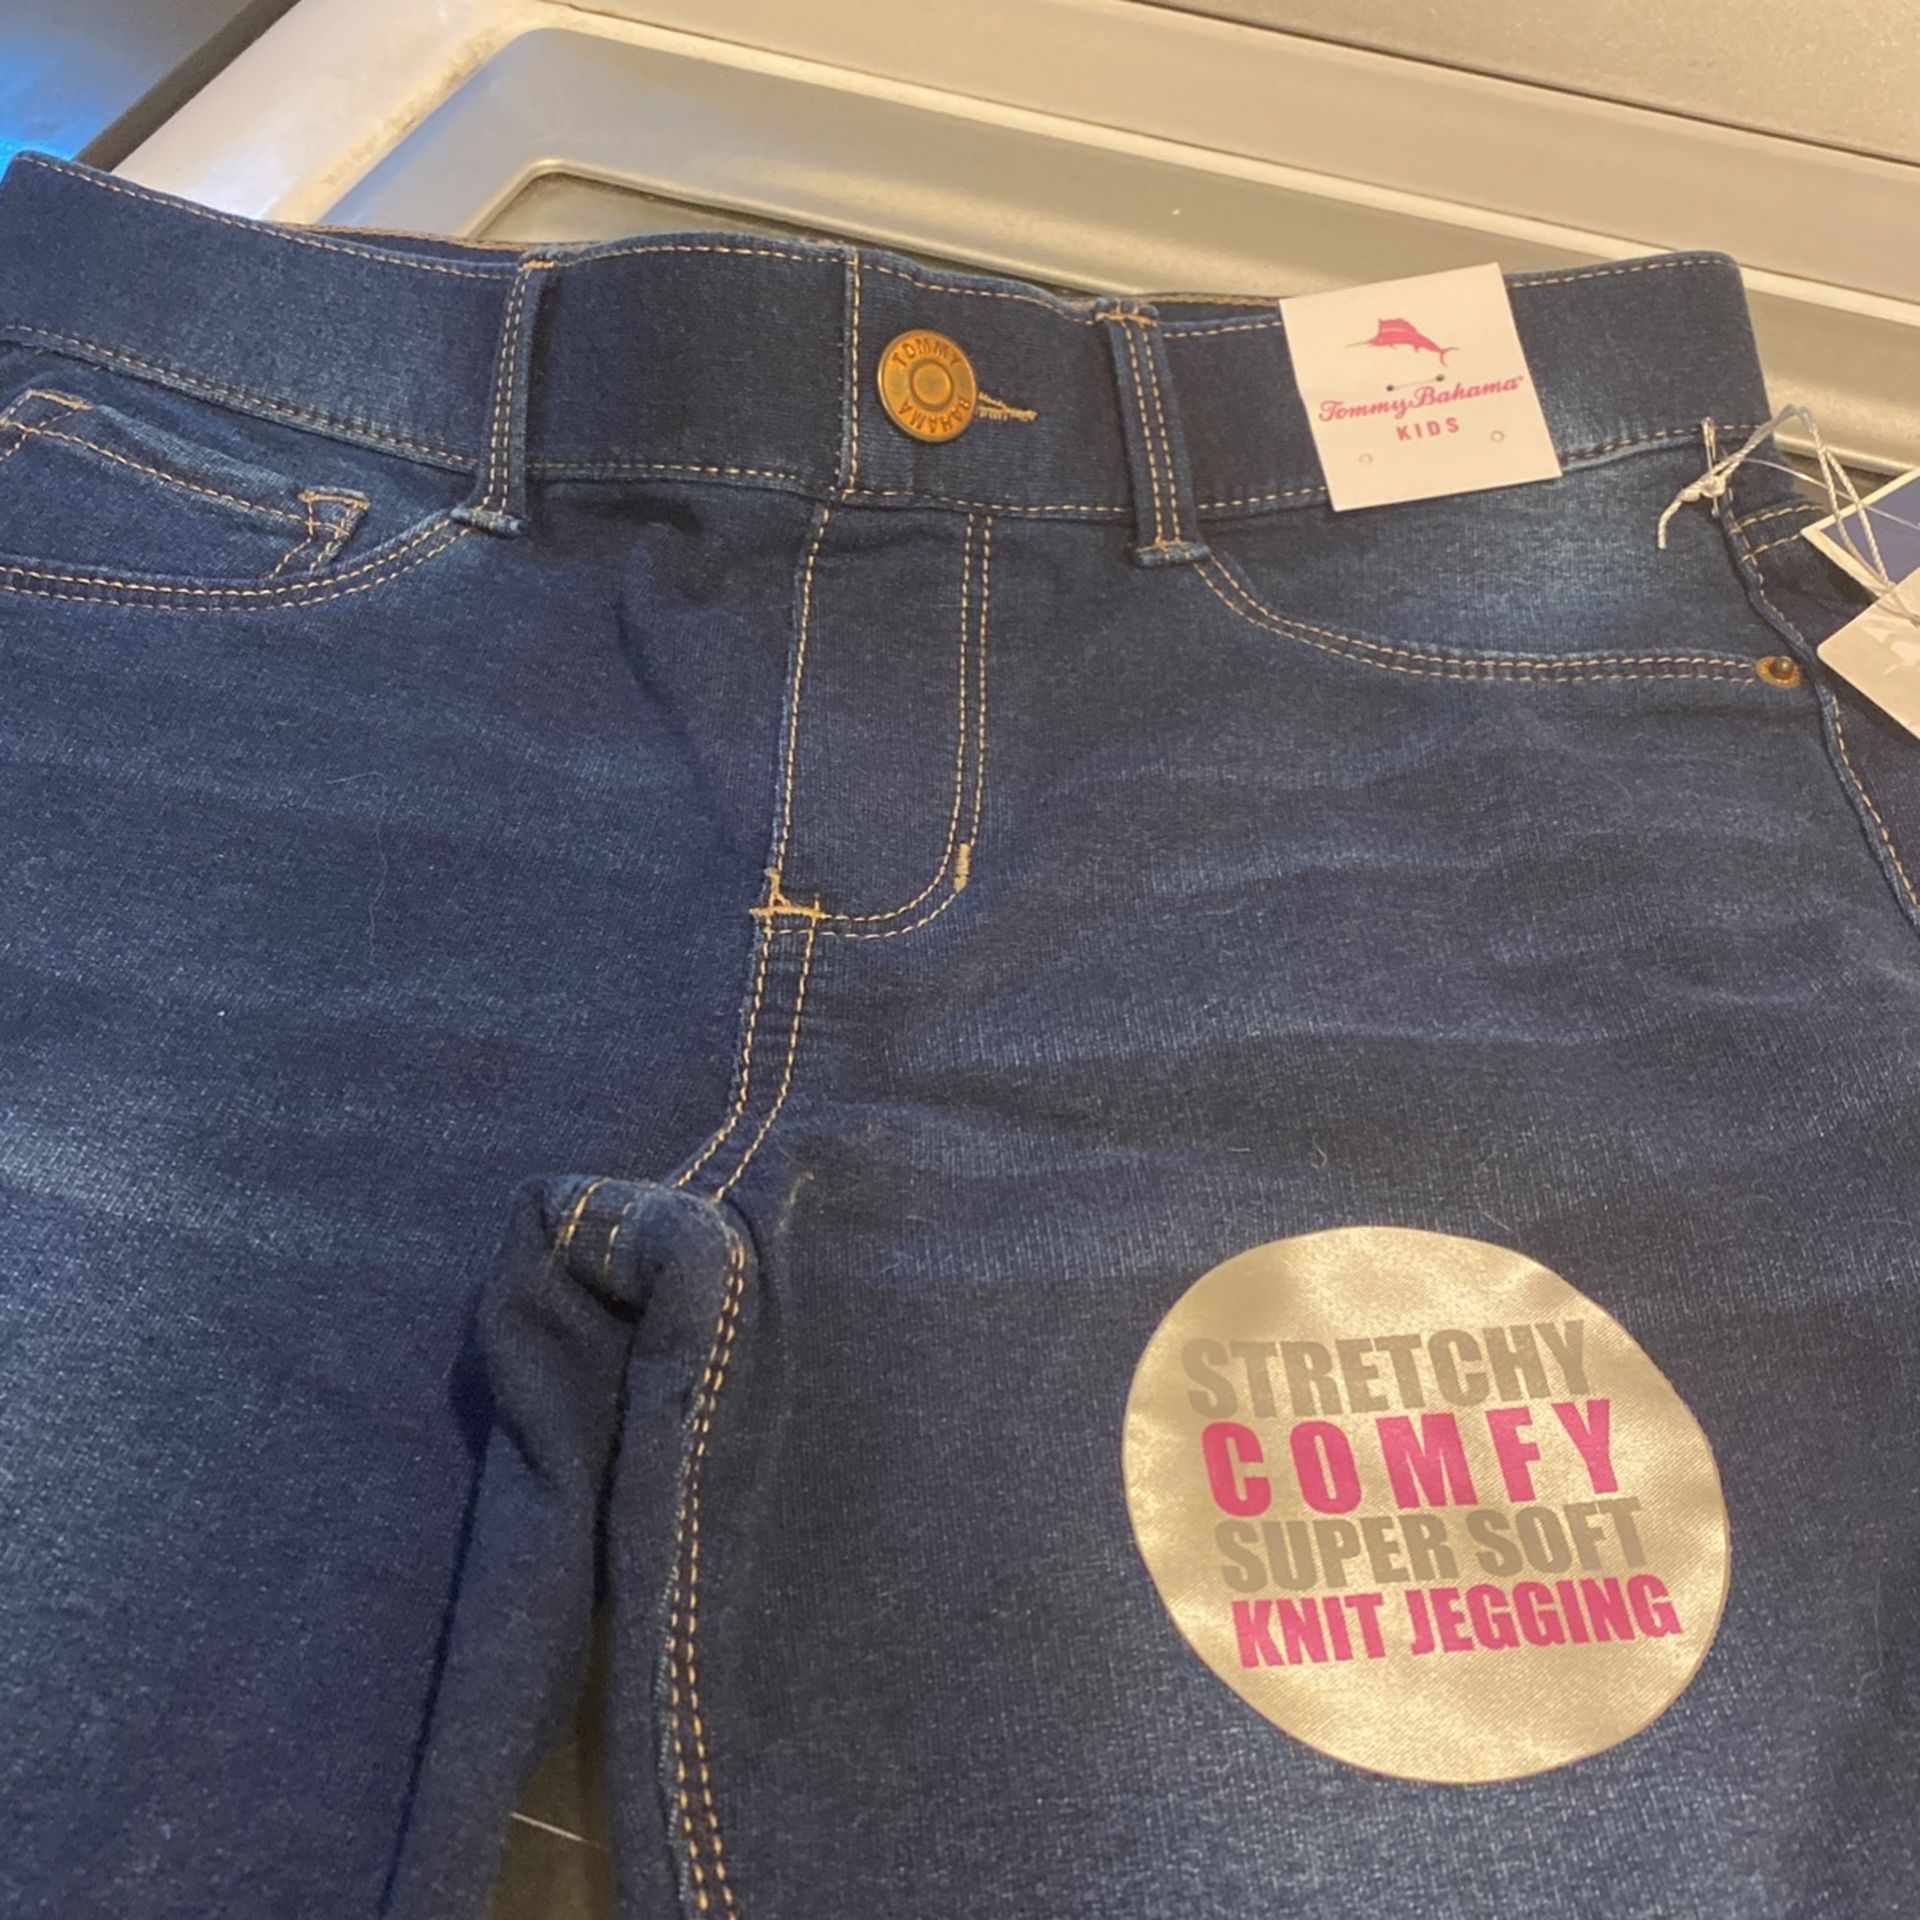 TOMMY BAHAMA
Tommy Bahama®
KIDS
STRETCHY
COMFY
SUPER SOFT
KNIT JEGGING